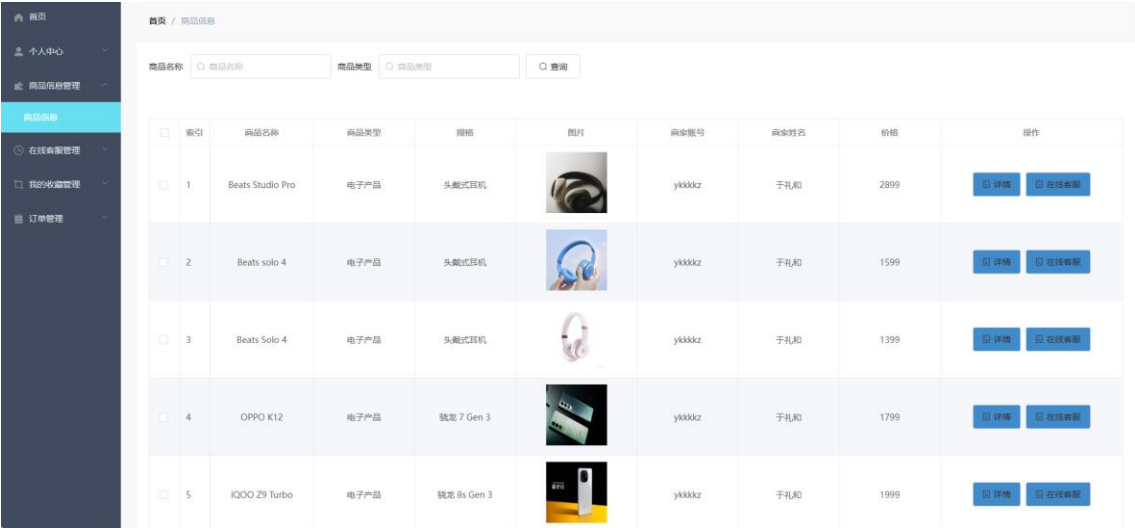 首页
个人中心
商品信息管理
商品信息
在线客服管理
我的收藏管理
订单管理
首页 / 商品信息
商品名称 商品名称 商品类型 商品类型 查询
索引 商品名称 商品类型 规格 图片 商家账号 商家姓名 价格 操作
1 Beats Studio Pro 电子产品 头戴式耳机 ykkkkz 于礼和 2899 详情 在线客服
2 Beats solo 4 电子产品 头戴式耳机 ykkkkz 于礼和 1599 详情 在线客服
3 Beats Solo 4 电子产品 头戴式耳机 ykkkkz 于礼和 1399 详情 在线客服
4 OPPO K12 电子产品 骁龙 7 Gen 3 ykkkkz 于礼和 1799 详情 在线客服
5 iQOO Z9 Turbo 电子产品 骁龙 8s Gen 3 ykkkkz 于礼和 1999 详情 在线客服